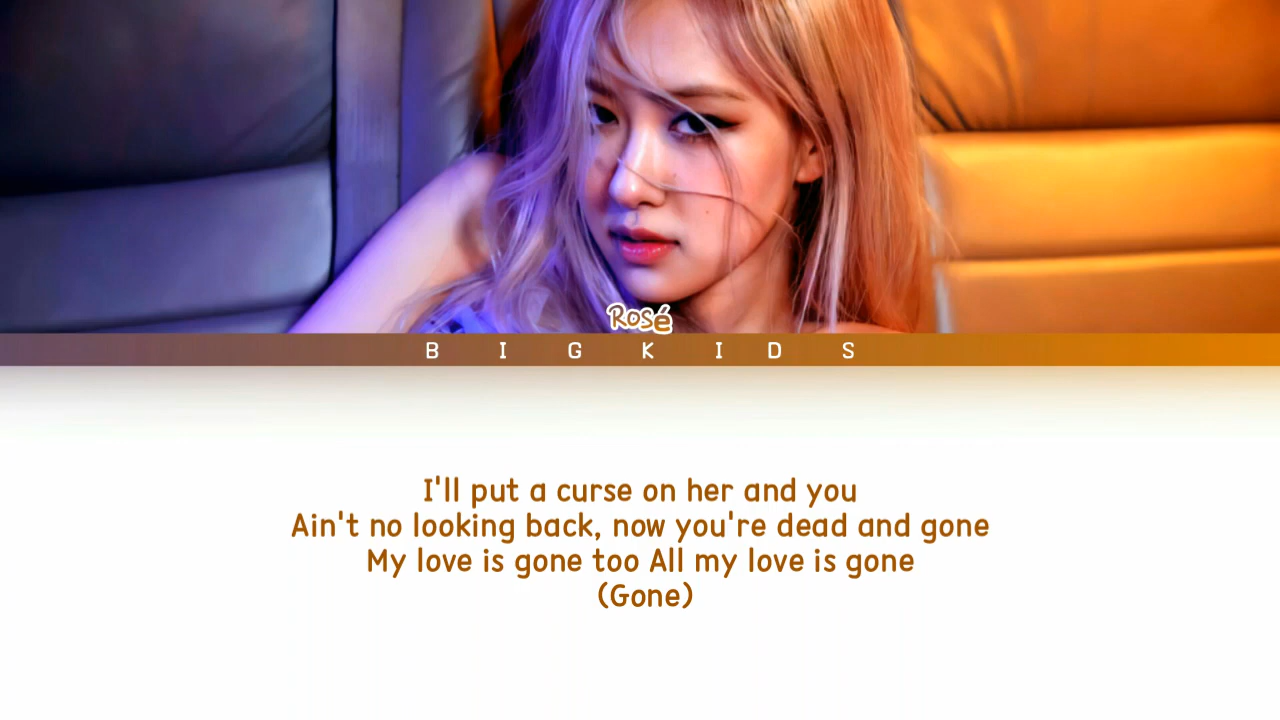 Rosé
BIGKIDS
I'll put a curse on her and you
Ain't no looking back, now you're dead and gone
My love is gone too All my love is gone
(Gone)